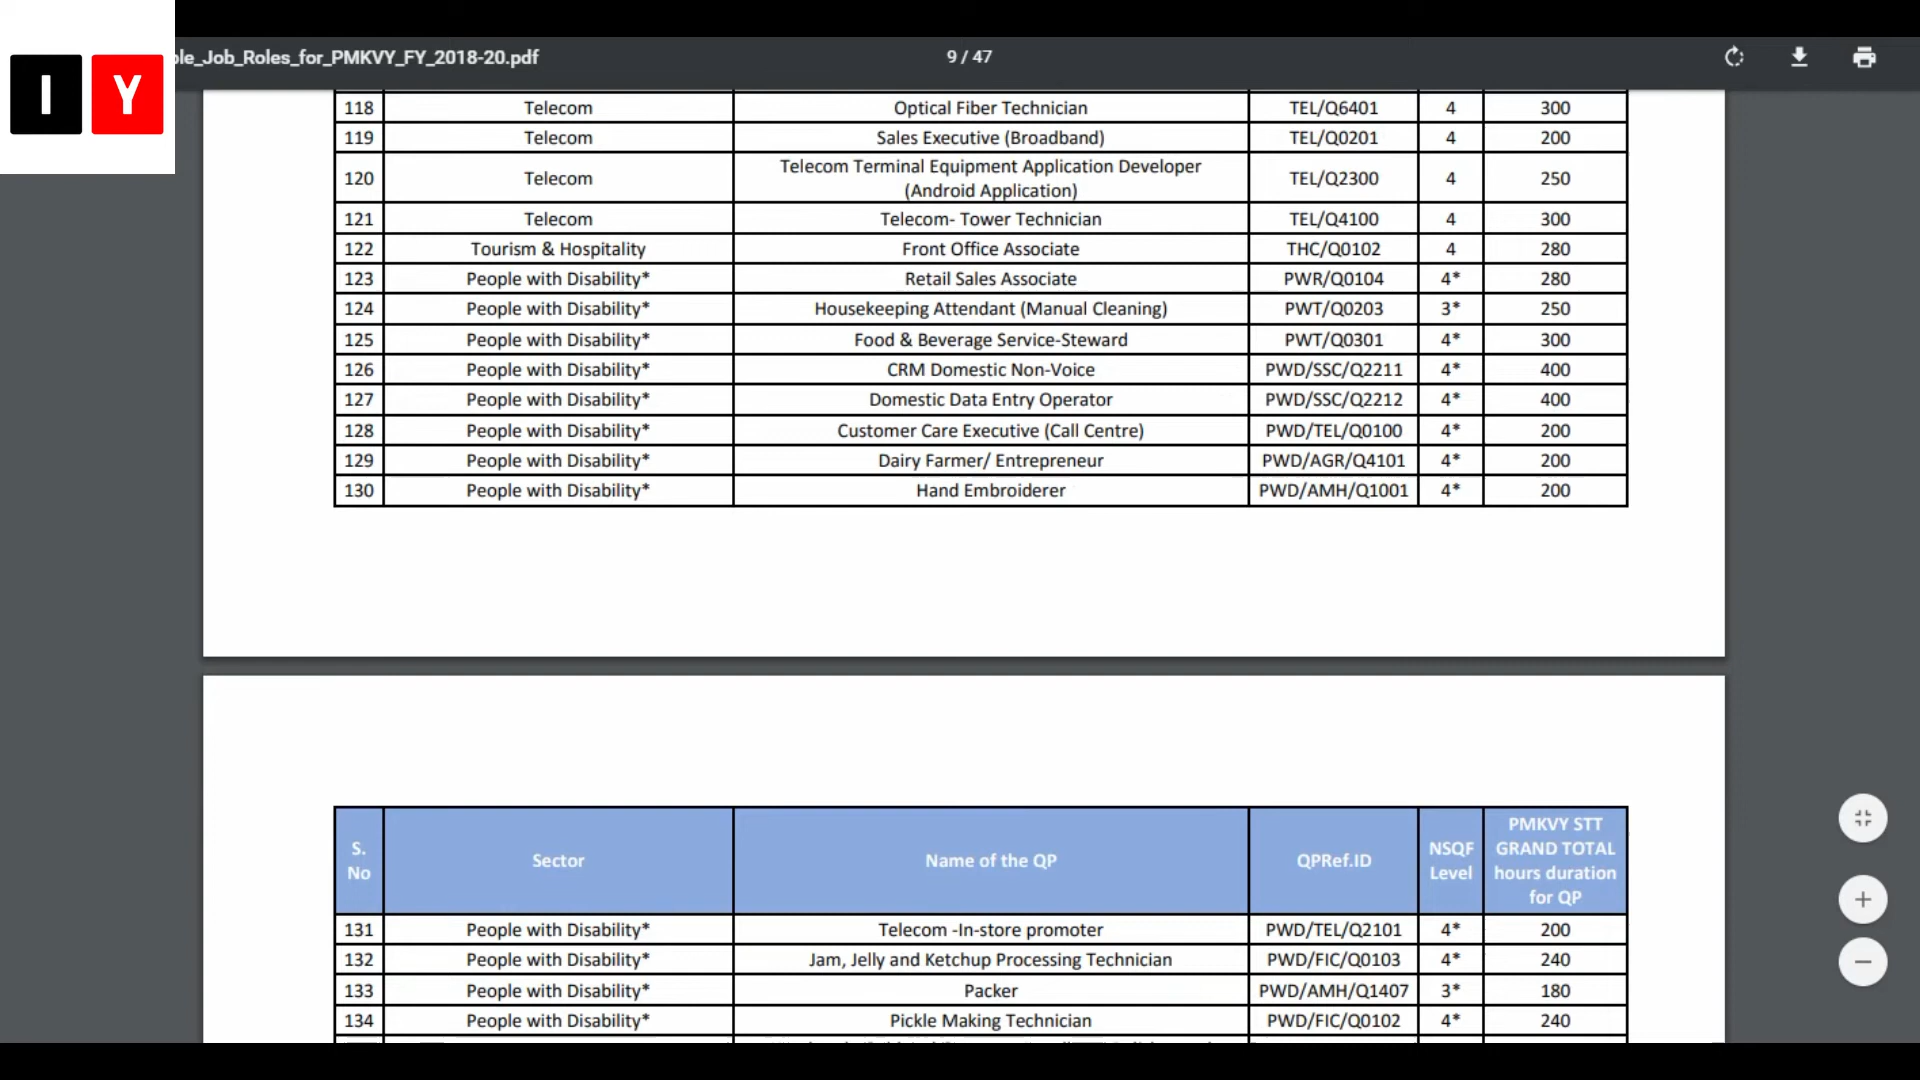 I Y
ple_Job_Roles_for_PMKVY_FY_2018-20.pdf 9 / 47
118 Telecom Optical Fiber Technician TEL/Q6401 4 300
119 Telecom Sales Executive (Broadband) TEL/Q0201 4 200
120 Telecom Telecom Terminal Equipment Application Developer (Android Application) TEL/Q2300 4 250
121 Telecom Telecom- Tower Technician TEL/Q4100 4 300
122 Tourism & Hospitality Front Office Associate THC/Q0102 4 280
123 People with Disability* Retail Sales Associate PWR/Q0104 4* 280
124 People with Disability* Housekeeping Attendant (Manual Cleaning) PWT/Q0203 3* 250
125 People with Disability* Food & Beverage Service-Steward PWT/Q0301 4* 300
126 People with Disability* CRM Domestic Non-Voice PWD/SSC/Q2211 4* 400
127 People with Disability* Domestic Data Entry Operator PWD/SSC/Q2212 4* 400
128 People with Disability* Customer Care Executive (Call Centre) PWD/TEL/Q0100 4* 200
129 People with Disability* Dairy Farmer/ Entrepreneur PWD/AGR/Q4101 4* 200
130 People with Disability* Hand Embroiderer PWD/AMH/Q1001 4* 200
S. No Sector Name of the QP QPRef.ID NSQF Level PMKVY STT GRAND TOTAL hours duration for QP
131 People with Disability* Telecom -In-store promoter PWD/TEL/Q2101 4* 200
132 People with Disability* Jam, Jelly and Ketchup Processing Technician PWD/FIC/Q0103 4* 240
133 People with Disability* Packer PWD/AMH/Q1407 3* 180
134 People with Disability* Pickle Making Technician PWD/FIC/Q0102 4* 240